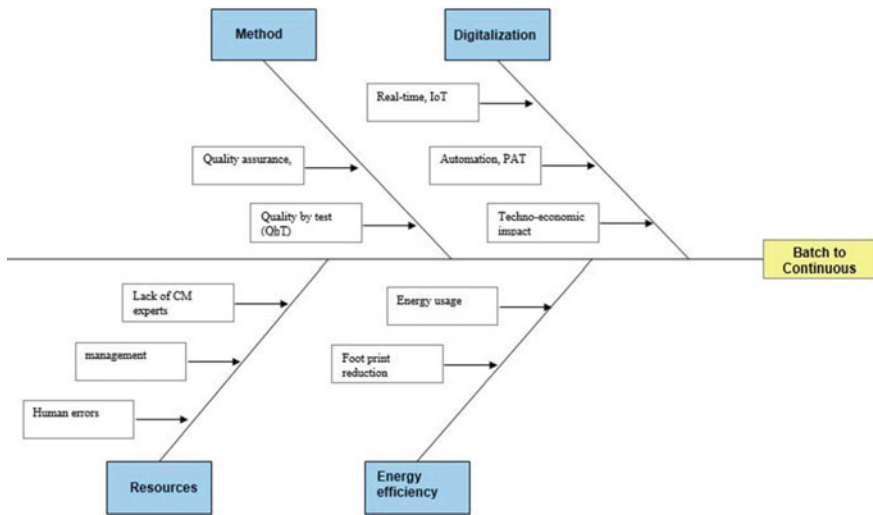 Method
Digitalization
Real-time, IoT
Quality assurance,
Automation, PAT
Quality by test
(QbT)
Techno-economic
impact
Batch to
Continuous
Lack of CM
experts
Energy usage
management
Foot print
reduction
Human errors
Resources
Energy
efficiency